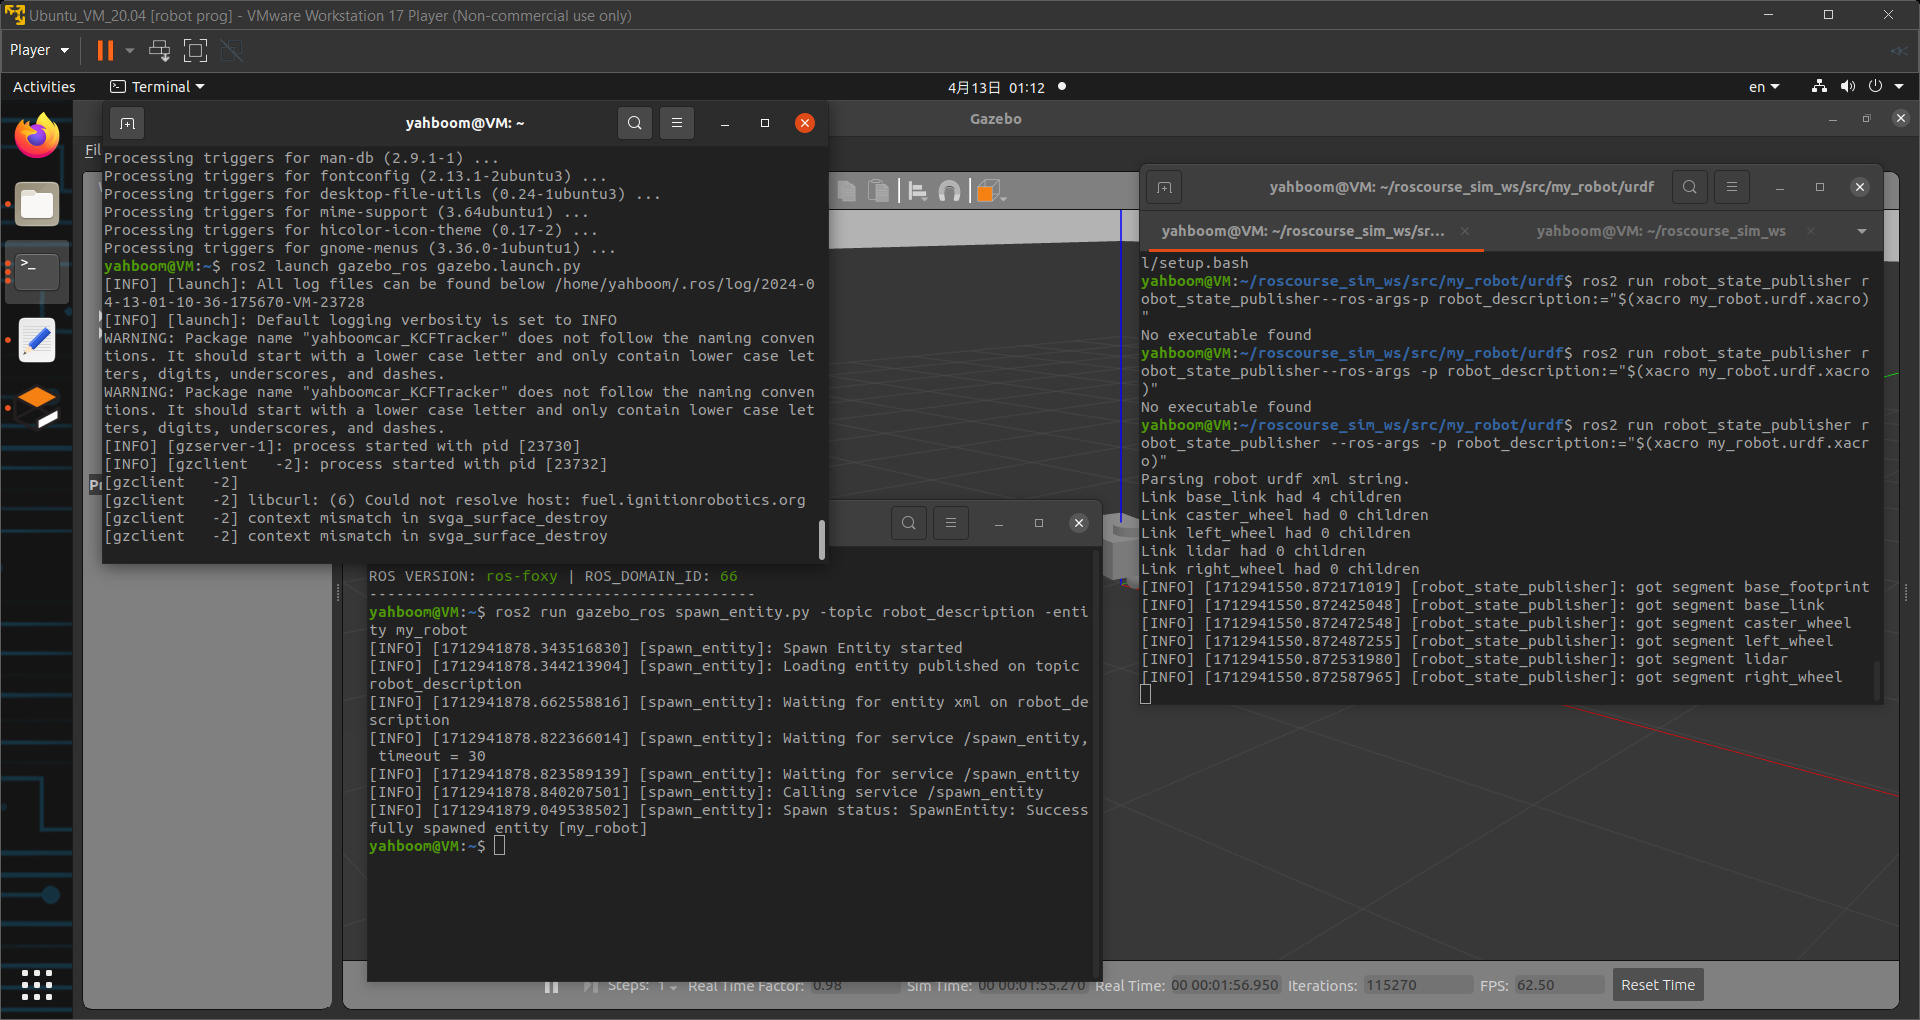 Ubuntu_VM_20.04 [robot prog] - VMware Workstation 17 Player (Non-commercial use only)
Player
Activities
Terminal
4月13日 01:12
en
yahboom@VM: ~
Gazebo
Fil
Processing triggers for man-db (2.9.1-1) ...
Processing triggers for fontconfig (2.13.1-2ubuntu3) ...
Processing triggers for desktop-file-utils (0.24-1ubuntu3) ...
Processing triggers for mime-support (3.64ubuntu1) ...
Processing triggers for hicolor-icon-theme (0.17-2) ...
Processing triggers for gnome-menus (3.36.0-1ubuntu1) ...
yahboom@VM:~$ ros2 launch gazebo_ros gazebo.launch.py
[INFO] [launch]: All log files can be found below /home/yahboom/.ros/log/2024-0
4-13-01-10-36-175670-VM-23728
[INFO] [launch]: Default logging verbosity is set to INFO
WARNING: Package name "yahboomcar_KCFTracker" does not follow the naming conven
tions. It should start with a lower case letter and only contain lower case let
ters, digits, underscores, and dashes.
WARNING: Package name "yahboomcar_KCFTracker" does not follow the naming conven
tions. It should start with a lower case letter and only contain lower case let
ters, digits, underscores, and dashes.
[INFO] [gzserver-1]: process started with pid [23730]
[INFO] [gzclient   -2]: process started with pid [23732]
[gzclient   -2]
[gzclient   -2] libcurl: (6) Could not resolve host: fuel.ignitionrobotics.org
[gzclient   -2] context mismatch in svga_surface_destroy
[gzclient   -2] context mismatch in svga_surface_destroy
ROS VERSION: ros-foxy | ROS_DOMAIN_ID: 66
-------------------------------------------
yahboom@VM:~$ ros2 run gazebo_ros spawn_entity.py -topic robot_description -enti
ty my_robot
[INFO] [1712941878.343516830] [spawn_entity]: Spawn Entity started
[INFO] [1712941878.344213904] [spawn_entity]: Loading entity published on topic
robot_description
[INFO] [1712941878.662558816] [spawn_entity]: Waiting for entity xml on robot_de
scription
[INFO] [1712941878.822366014] [spawn_entity]: Waiting for service /spawn_entity,
 timeout = 30
[INFO] [1712941878.823589139] [spawn_entity]: Waiting for service /spawn_entity
[INFO] [1712941878.840207501] [spawn_entity]: Calling service /spawn_entity
[INFO] [1712941879.049538502] [spawn_entity]: Spawn status: SpawnEntity: Success
fully spawned entity [my_robot]
yahboom@VM:~$
yahboom@VM: ~/roscourse_sim_ws/src/my_robot/urdf
yahboom@VM: ~/roscourse_sim_ws/sr...
yahboom@VM: ~/roscourse_sim_ws
l/setup.bash
yahboom@VM:~/roscourse_sim_ws/src/my_robot/urdf$ ros2 run robot_state_publisher r
obot_state_publisher--ros-args-p robot_description:="$(xacro my_robot.urdf.xacro)
"
No executable found
yahboom@VM:~/roscourse_sim_ws/src/my_robot/urdf$ ros2 run robot_state_publisher r
obot_state_publisher--ros-args -p robot_description:="$(xacro my_robot.urdf.xacro
)"
No executable found
yahboom@VM:~/roscourse_sim_ws/src/my_robot/urdf$ ros2 run robot_state_publisher r
obot_state_publisher --ros-args -p robot_description:="$(xacro my_robot.urdf.xacr
o)"
Parsing robot urdf xml string.
Link base_link had 4 children
Link caster_wheel had 0 children
Link left_wheel had 0 children
Link lidar had 0 children
Link right_wheel had 0 children
[INFO] [1712941550.872171019] [robot_state_publisher]: got segment base_footprint
[INFO] [1712941550.872425048] [robot_state_publisher]: got segment base_link
[INFO] [1712941550.872472548] [robot_state_publisher]: got segment caster_wheel
[INFO] [1712941550.872487255] [robot_state_publisher]: got segment left_wheel
[INFO] [1712941550.872531980] [robot_state_publisher]: got segment lidar
[INFO] [1712941550.872587965] [robot_state_publisher]: got segment right_wheel
Steps: 1 Real Time Factor: 0.98 Sim Time: 00 00:01:55.270 Real Time: 00 00:01:56.950 Iterations: 115270 FPS: 62.50 Reset Time